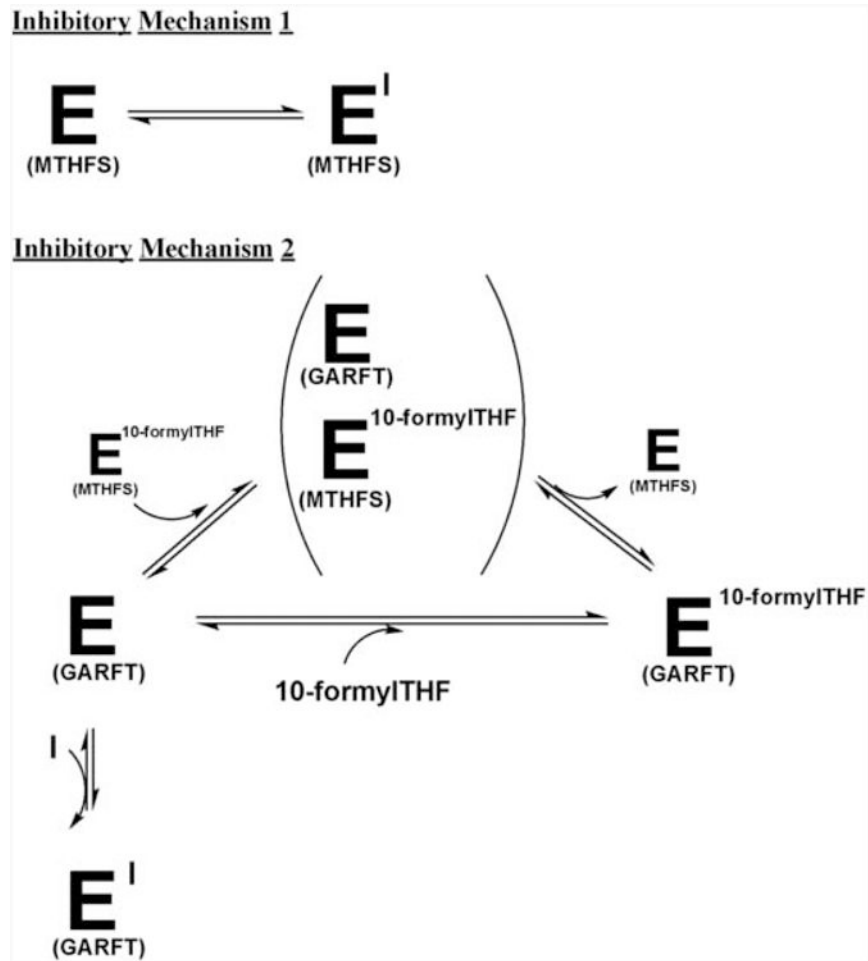 Inhibitory Mechanism 1
E
(MTHFS)
E I
(MTHFS)
Inhibitory Mechanism 2
E
(GARFT)
E 10-formylTHF
(MTHFS)
E 10-formylTHF
(MTHFS)
E
(MTHFS)
E
(GARFT)
10-formylTHF
E 10-formylTHF
(GARFT)
I
E I
(GARFT)